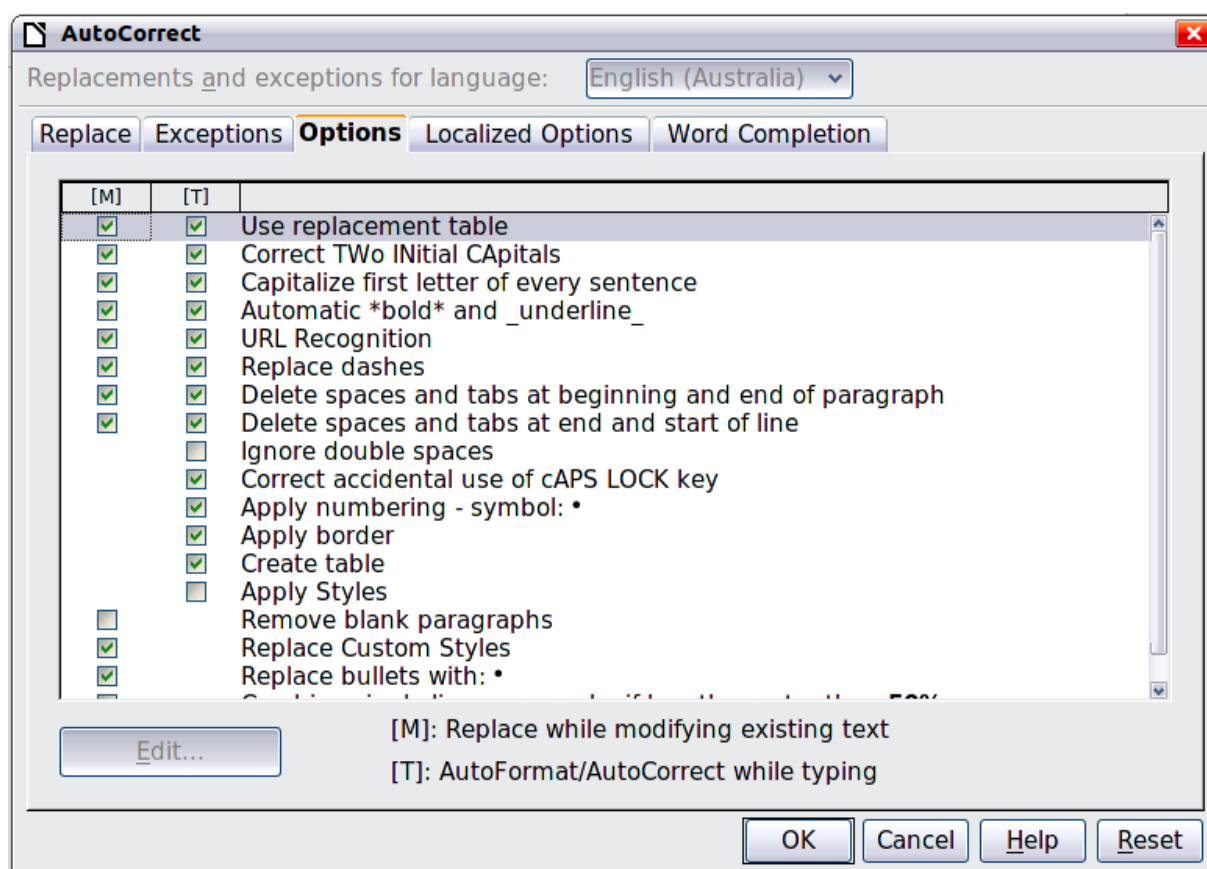 AutoCorrect
Replacements and exceptions for language: English (Australia)
Replace Exceptions Options Localized Options Word Completion
[M] [T]
Use replacement table
Correct TWo INitial CApitals
Capitalize first letter of every sentence
Automatic *bold* and _underline_
URL Recognition
Replace dashes
Delete spaces and tabs at beginning and end of paragraph
Delete spaces and tabs at end and start of line
Ignore double spaces
Correct accidental use of cAPS LOCK key
Apply numbering - symbol: •
Apply border
Create table
Apply Styles
Remove blank paragraphs
Replace Custom Styles
Replace bullets with: •
[M]: Replace while modifying existing text
Edit...
[T]: AutoFormat/AutoCorrect while typing
OK Cancel Help Reset